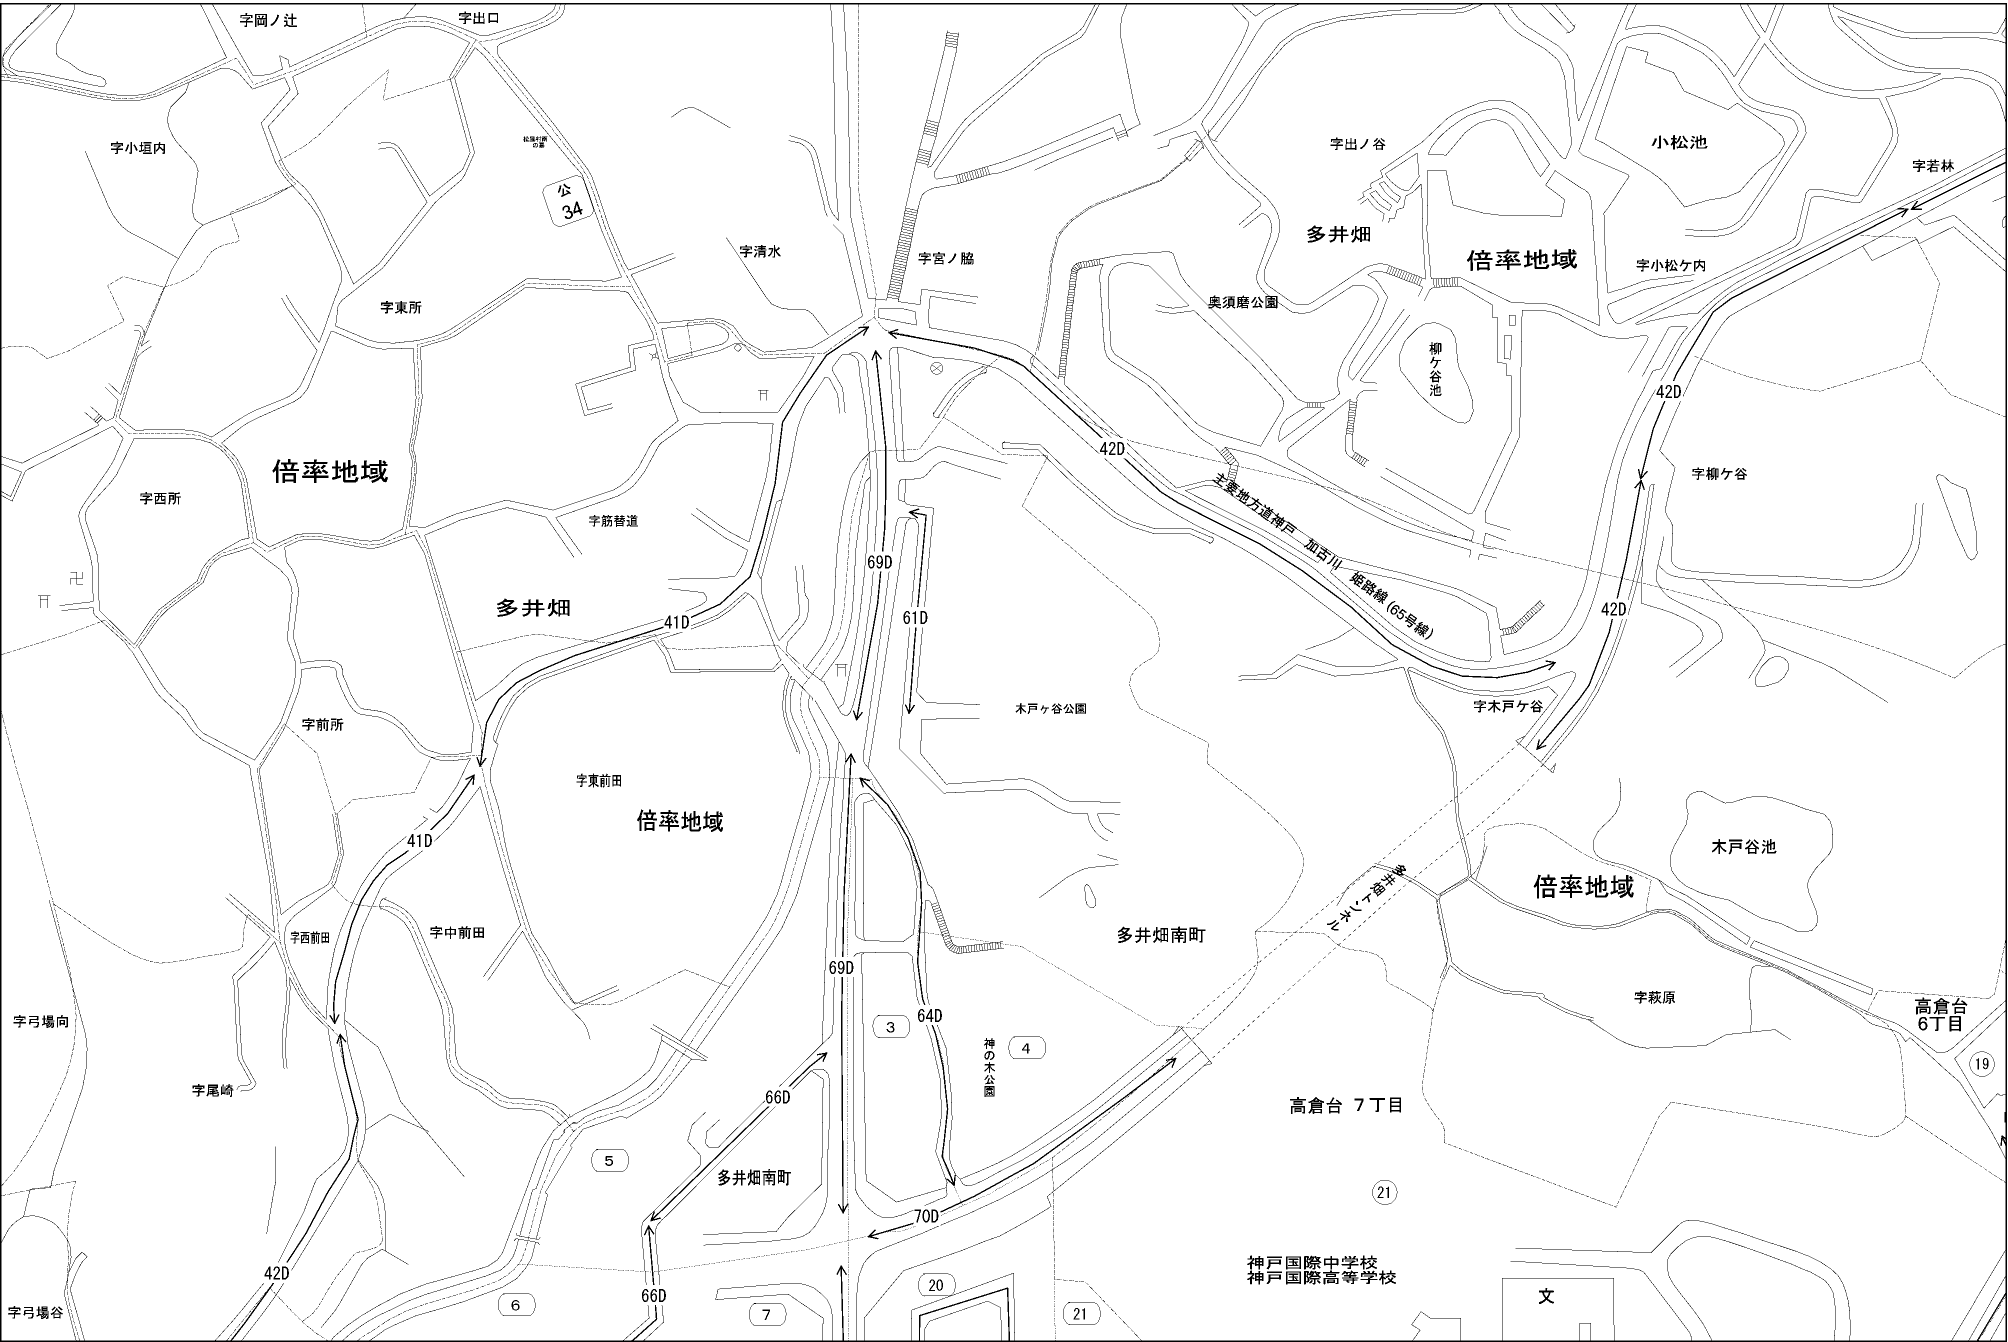 字岡ノ辻
字出口
字小垣内
公
34
字出ノ谷
小松池
字若林
多井畑
倍率地域
字清水
字宮ノ脇
字小松ケ内
奥須磨公園
字東所
柳ケ谷池
42D
42D
倍率地域
字西所
字筋替道
主要地方道神戸 加古川 姫路線(65号線)
字柳ケ谷
69D
多井畑
41D
61D
42D
字前所
木戸ヶ谷公園
字木戸ケ谷
字東前田
倍率地域
41D
木戸谷池
倍率地域
多井畑トンネル
字西前田
字中前田
多井畑南町
69D
字萩原
字弓場向
64D
3
神の木公園
4
高倉台
6丁目
19
字尾崎
66D
高倉台 7丁目
5
多井畑南町
21
70D
42D
神戸国際中学校
神戸国際高等学校
字弓場谷
6
66D
7
20
21
文